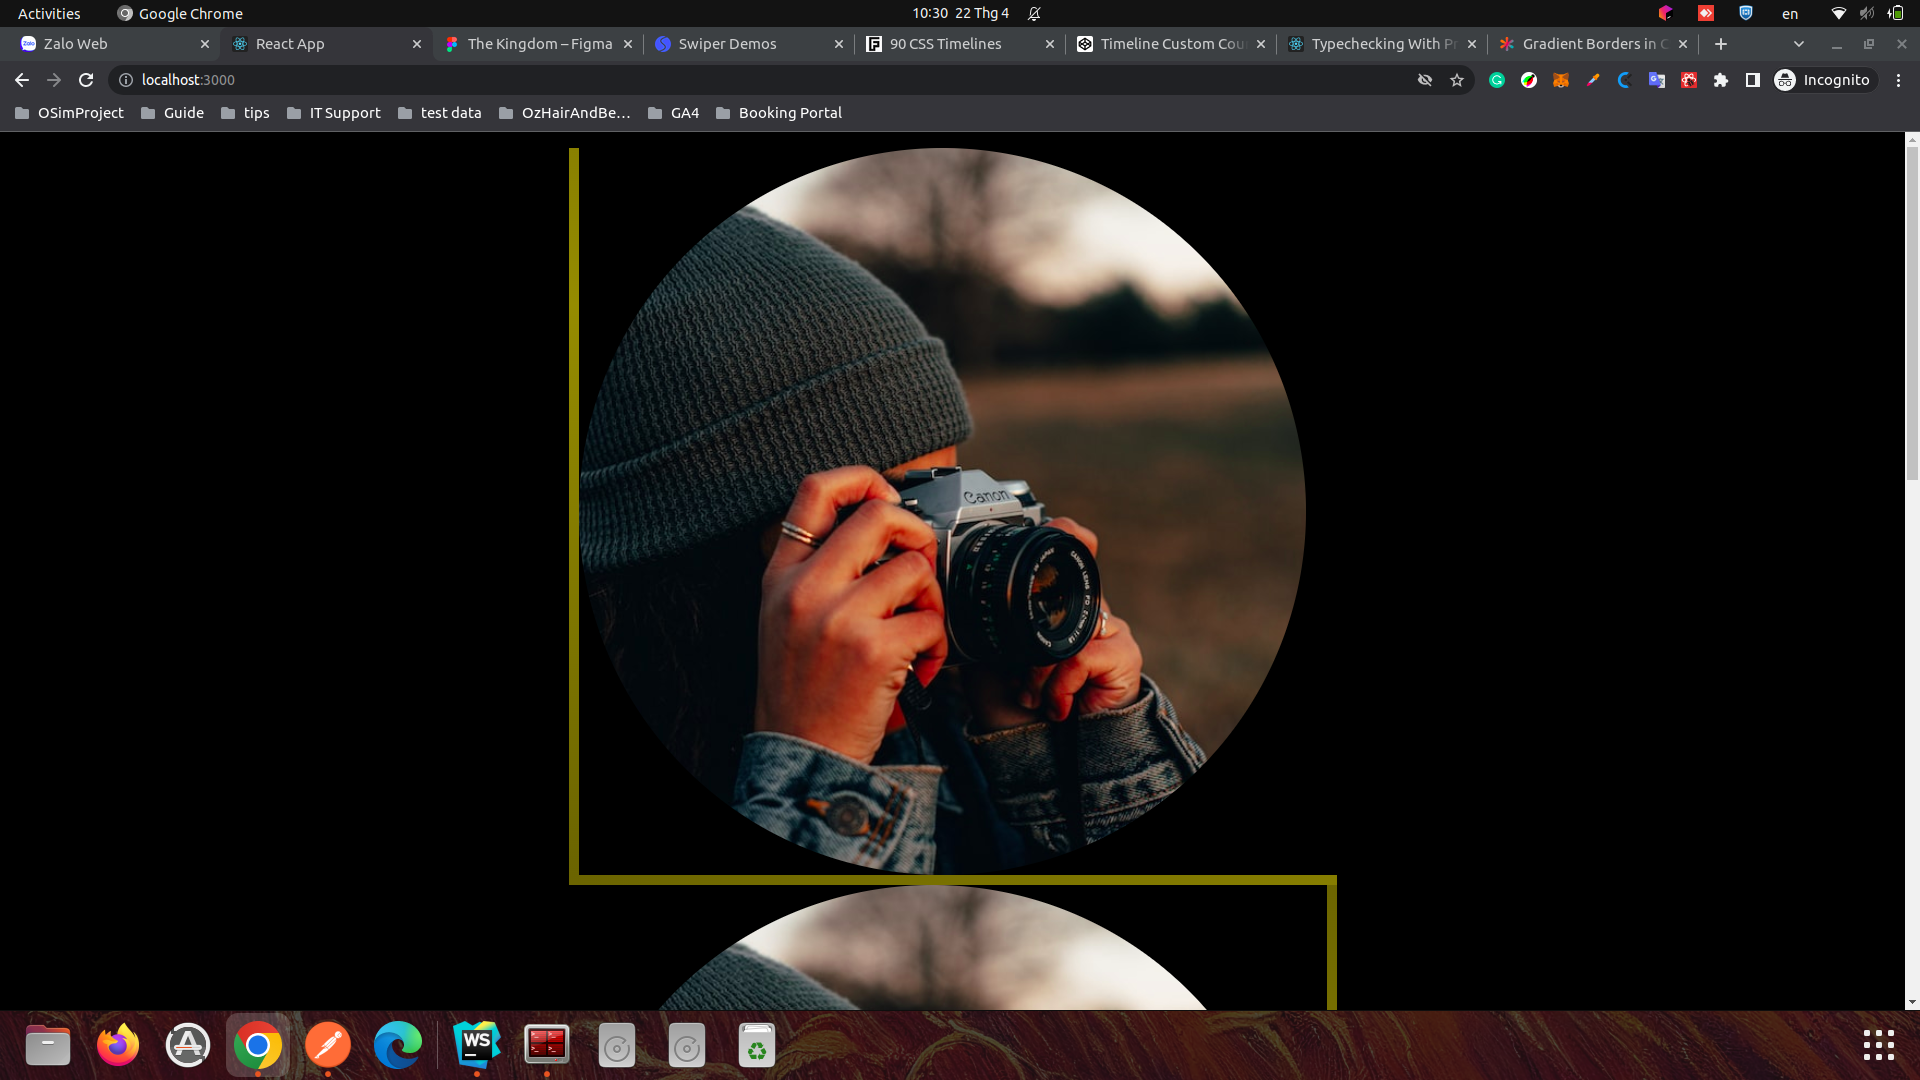 Activities
Google Chrome
10:30 22 Thg 4
en
Zalo Web
React App
The Kingdom – Figma
Swiper Demos
90 CSS Timelines
Timeline Custom Cou
Typechecking With Pr
Gradient Borders in C
localhost:3000
Incognito
OSimProject
Guide
tips
IT Support
test data
OzHairAndBe...
GA4
Booking Portal
Canon
WS